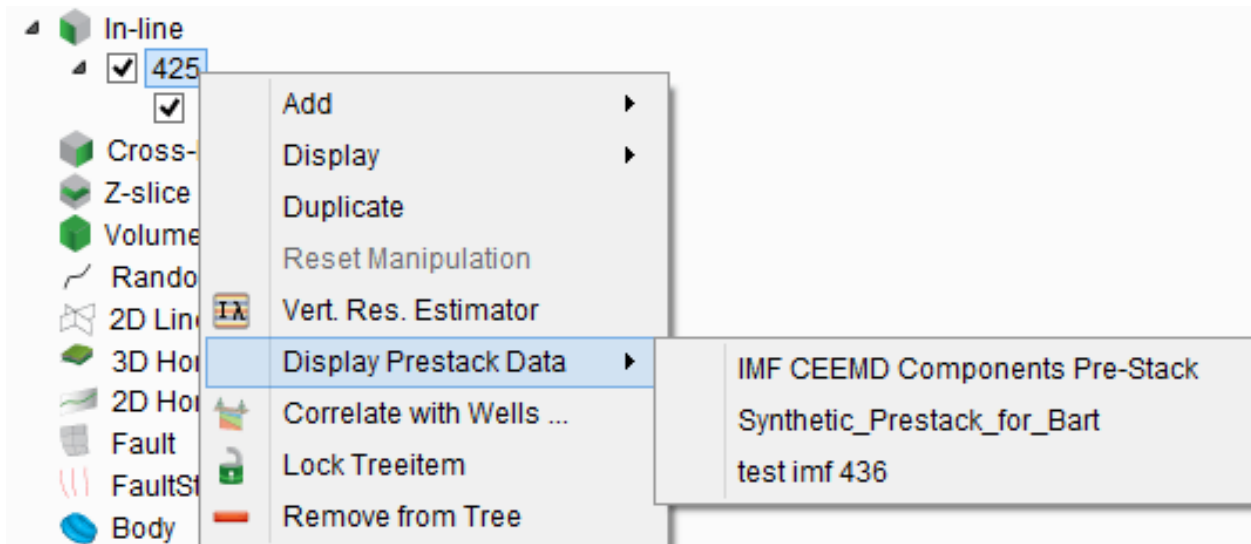 In-line
425
Add
Display
Duplicate
Reset Manipulation
Vert. Res. Estimator
Display Prestack Data
Correlate with Wells ...
Lock Treeitem
Remove from Tree
IMF CEEMD Components Pre-Stack
Synthetic_Prestack_for_Bart
test imf 436
Cross-
Z-slice
Volume
Rando
2D Lin
3D Hor
2D Hor
Fault
FaultSt
Body